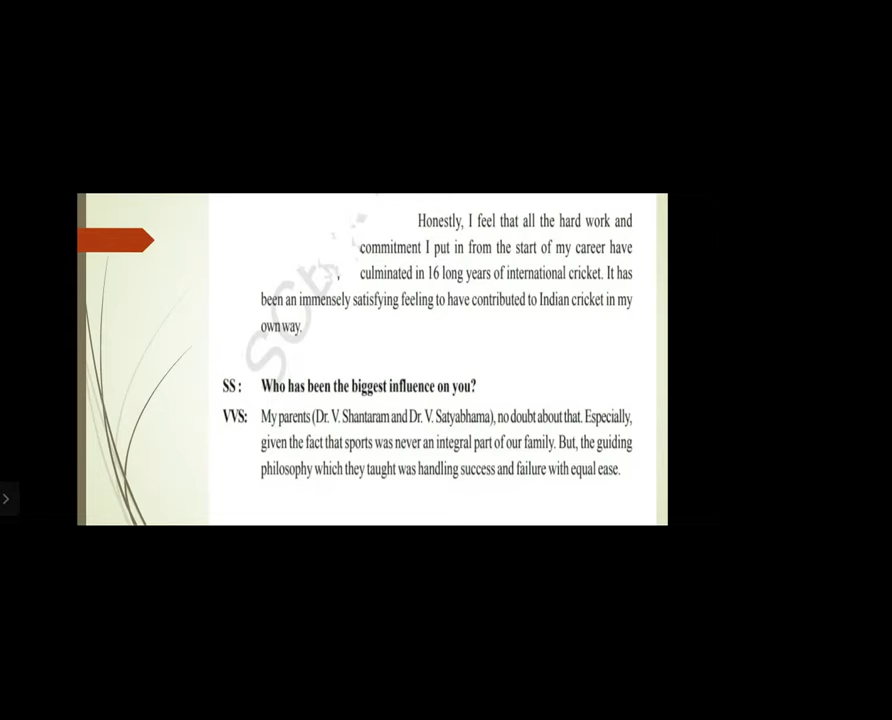 Honestly, I feel that all the hard work and
commitment I put in from the start of my career have
culminated in 16 long years of international cricket. It has
been an immensely satisfying feeling to have contributed to Indian cricket in my
own way.
SS : Who has been the biggest influence on you?
VVS: My parents (Dr. V. Shantaram and Dr. V. Satyabhama), no doubt about that. Especially,
given the fact that sports was never an integral part of our family. But, the guiding
philosophy which they taught was handling success and failure with equal ease.